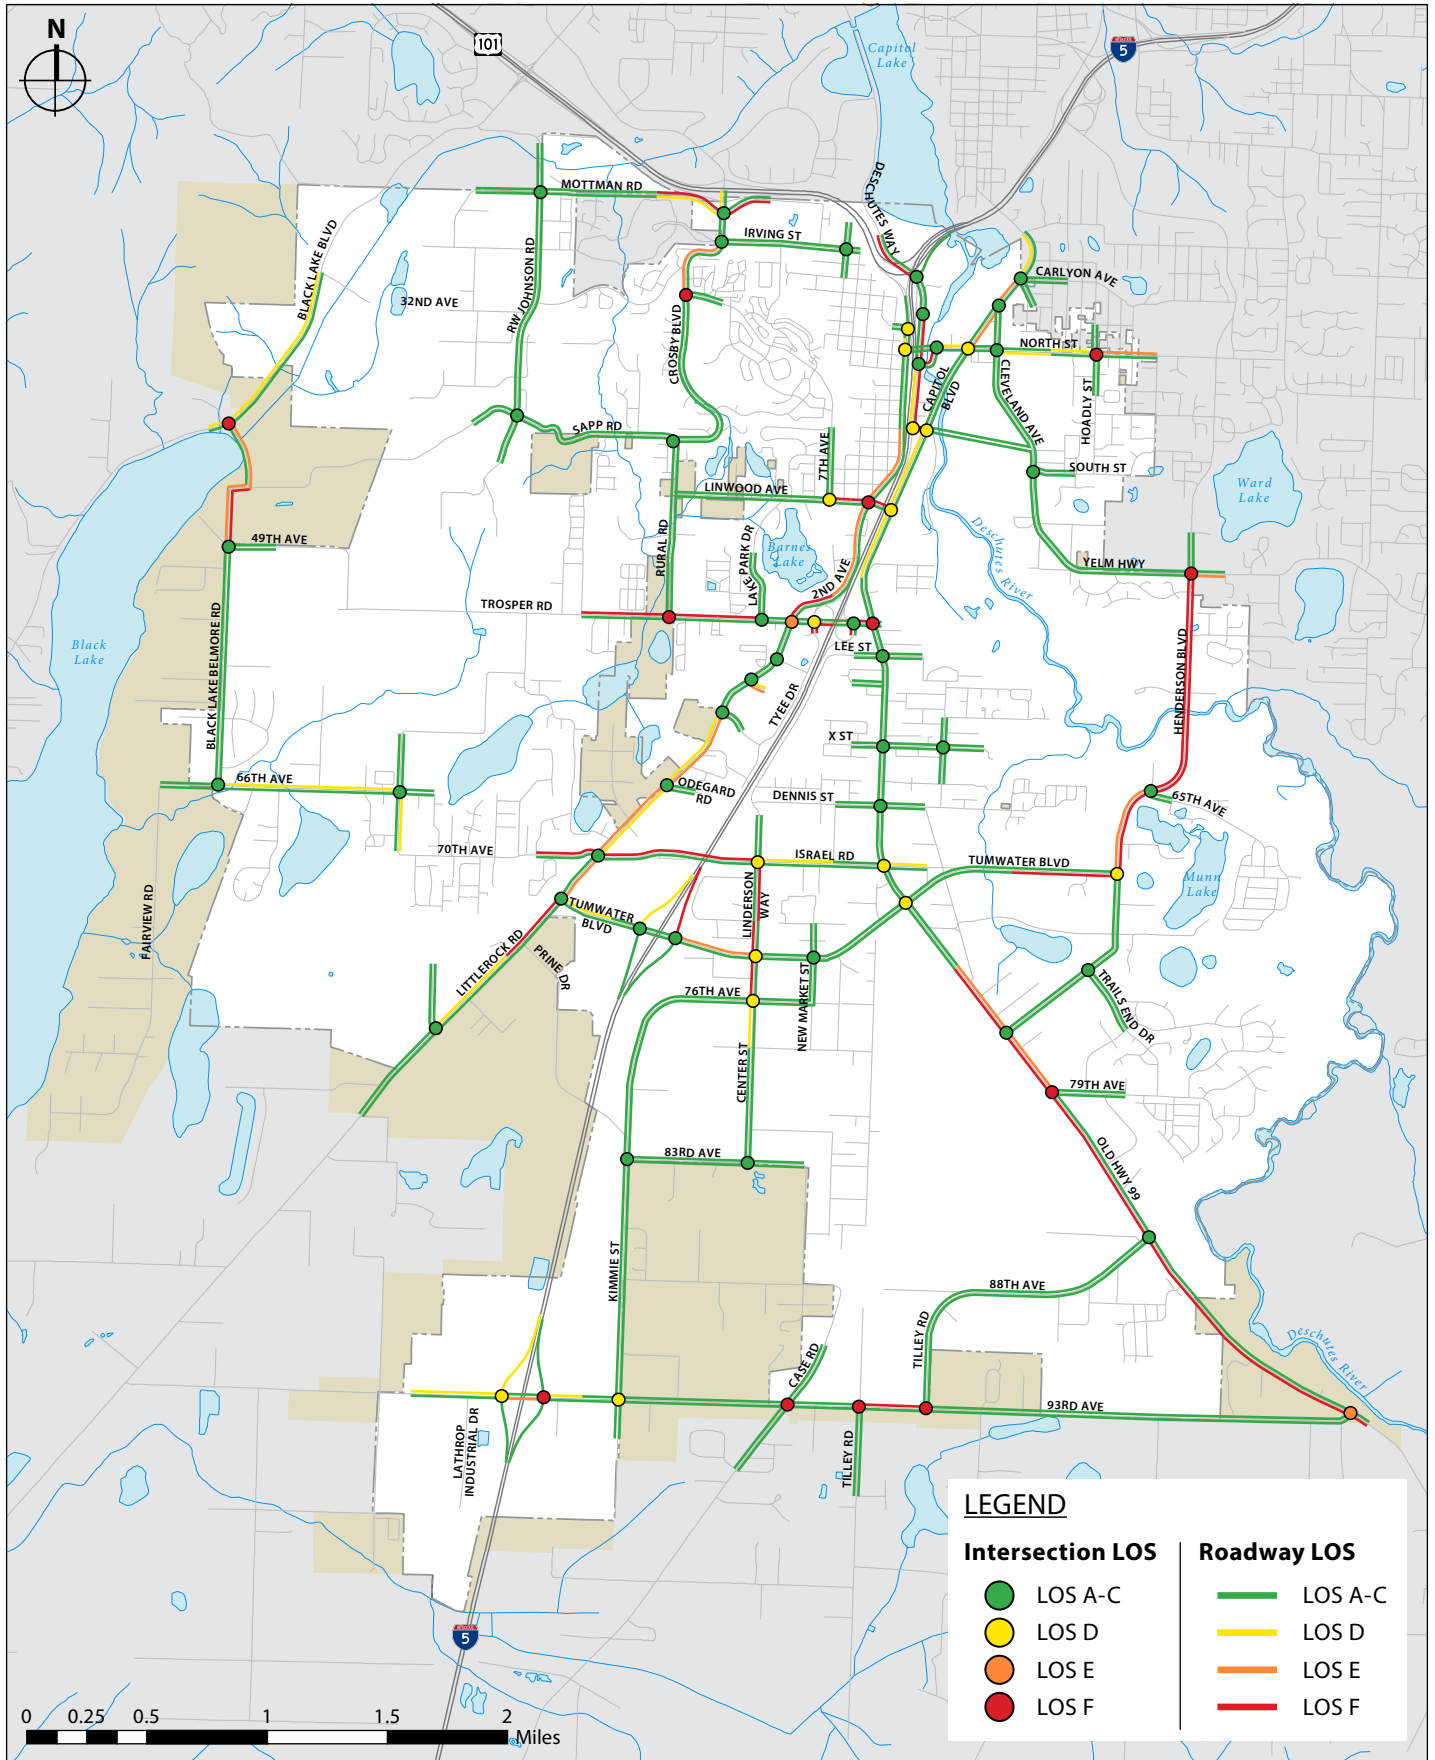 N
101
5
Capitol
Lake
DESCHUTES WAY
MOTTMAN RD
IRVING ST
BLACK LAKE BLVD
32ND AVE
RW JOHNSON RD
CROSBY BLVD
CARLYON AVE
NORTH ST
CAPITOL
BLVD
CLEVELAND AVE
HOADLY ST
SAPP RD
7TH AVE
SOUTH ST
Ward
Lake
LINWOOD AVE
RURAL RD
LAKE PARK DR
Barnes
Lake
Deschutes
River
49TH AVE
YELM HWY
2ND AVE
TROSPER RD
LEE ST
Black
Lake
BLACK LAKE BELMORE RD
HENDERSON BLVD
TYEE DR
X ST
66TH AVE
ODEGARD
RD
DENNIS ST
65TH AVE
70TH AVE
ISRAEL RD
TUMWATER BLVD
Munn
Lake
FAIRVIEW RD
TUMWATER
BLVD
LINDERSON
WAY
LITTLEROCK RD
PRINE DR
NEW MARKET ST
76TH AVE
TRAILS END DR
CENTER ST
79TH AVE
83RD AVE
OLD HWY 99
KIMMIE ST
88TH AVE
TILLEY RD
CASE RD
Deschutes
River
93RD AVE
LATHROP
INDUSTRIAL DR
TILLEY RD
LEGEND
Intersection LOS
Roadway LOS
LOS A-C
LOS A-C
LOS D
LOS D
LOS E
LOS E
LOS F
LOS F
5
0 0.25 0.5 1 1.5 2
Miles